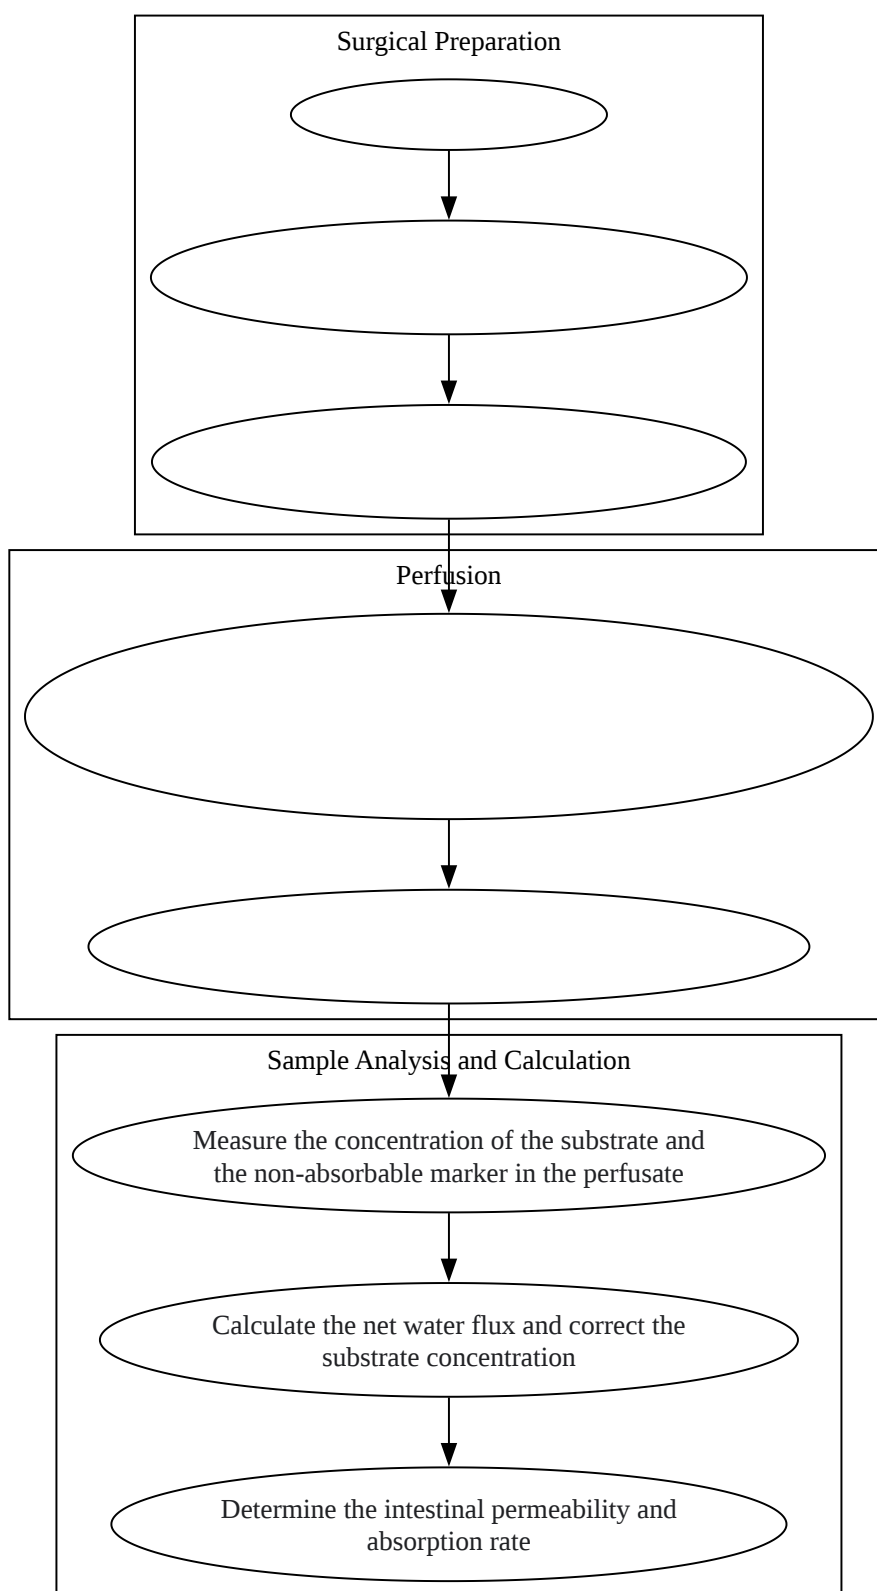 Surgical Preparation
Perfusion
Sample Analysis and Calculation
Measure the concentration of the substrate and
the non-absorbable marker in the perfusate
Calculate the net water flux and correct the
substrate concentration
Determine the intestinal permeability and
absorption rate